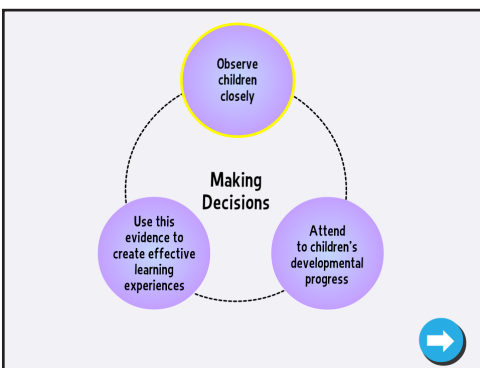 Observe
children
closely
Making
Decisions
Use this
evidence to
create effective
learning
experiences
Attend
to children's
developmental
progress